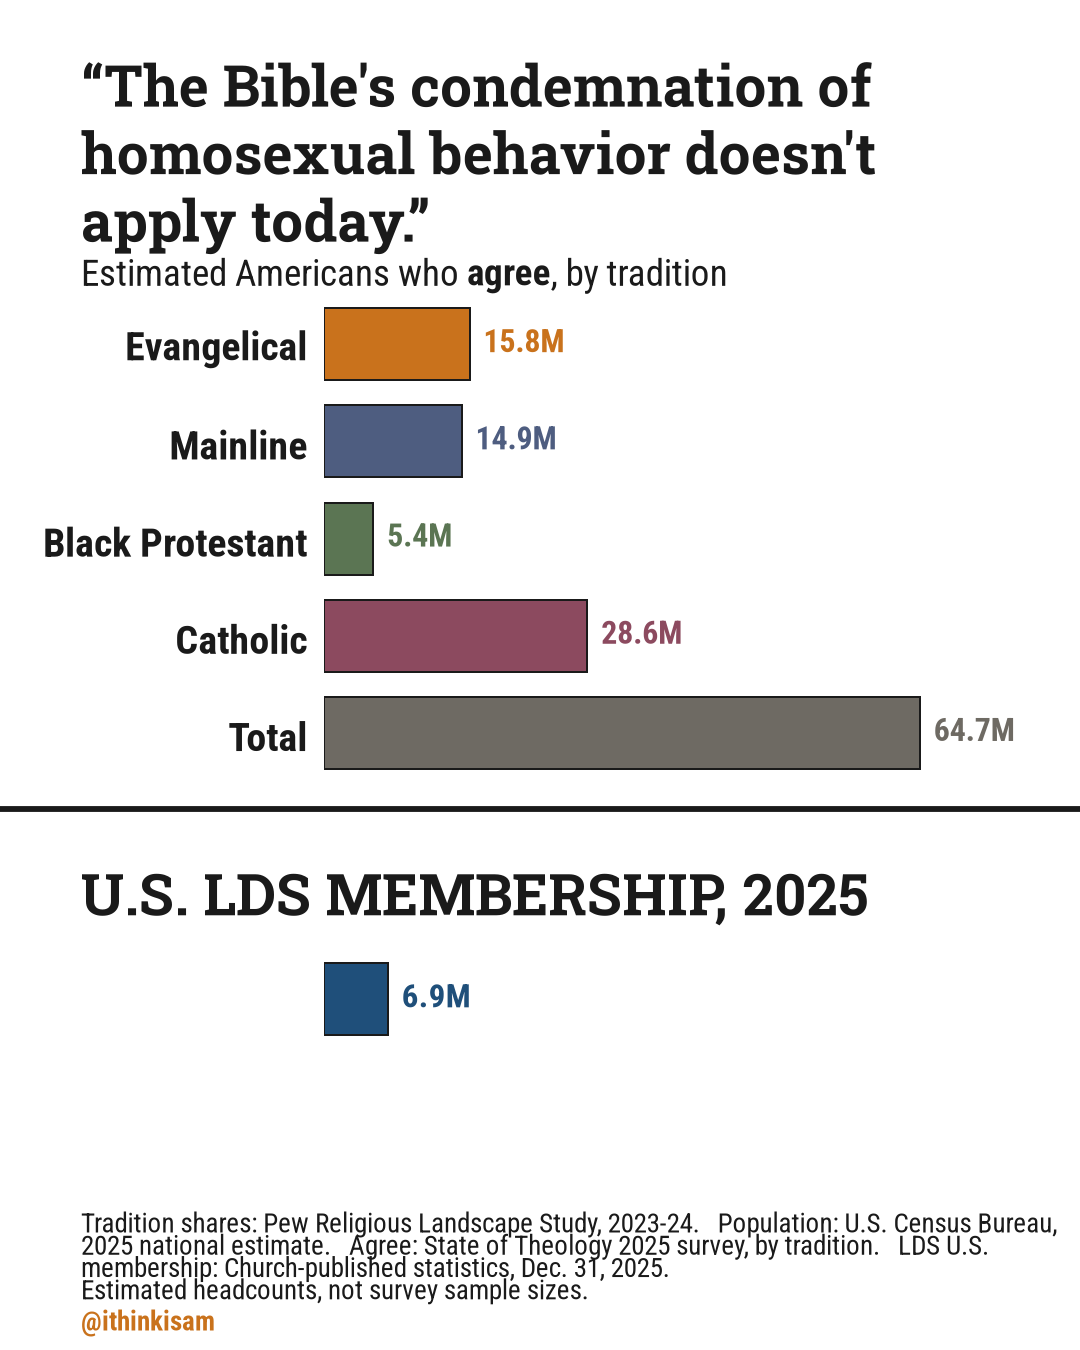 “The Bible's condemnation of
homosexual behavior doesn't
apply today.”
Estimated Americans who agree, by tradition
Evangelical 15.8M
Mainline 14.9M
Black Protestant 5.4M
Catholic 28.6M
Total 64.7M
U.S. LDS MEMBERSHIP, 2025
6.9M
Tradition shares: Pew Religious Landscape Study, 2023-24. Population: U.S. Census Bureau,
2025 national estimate. Agree: State of Theology 2025 survey, by tradition. LDS U.S.
membership: Church-published statistics, Dec. 31, 2025.
Estimated headcounts, not survey sample sizes.
@ithinkisam